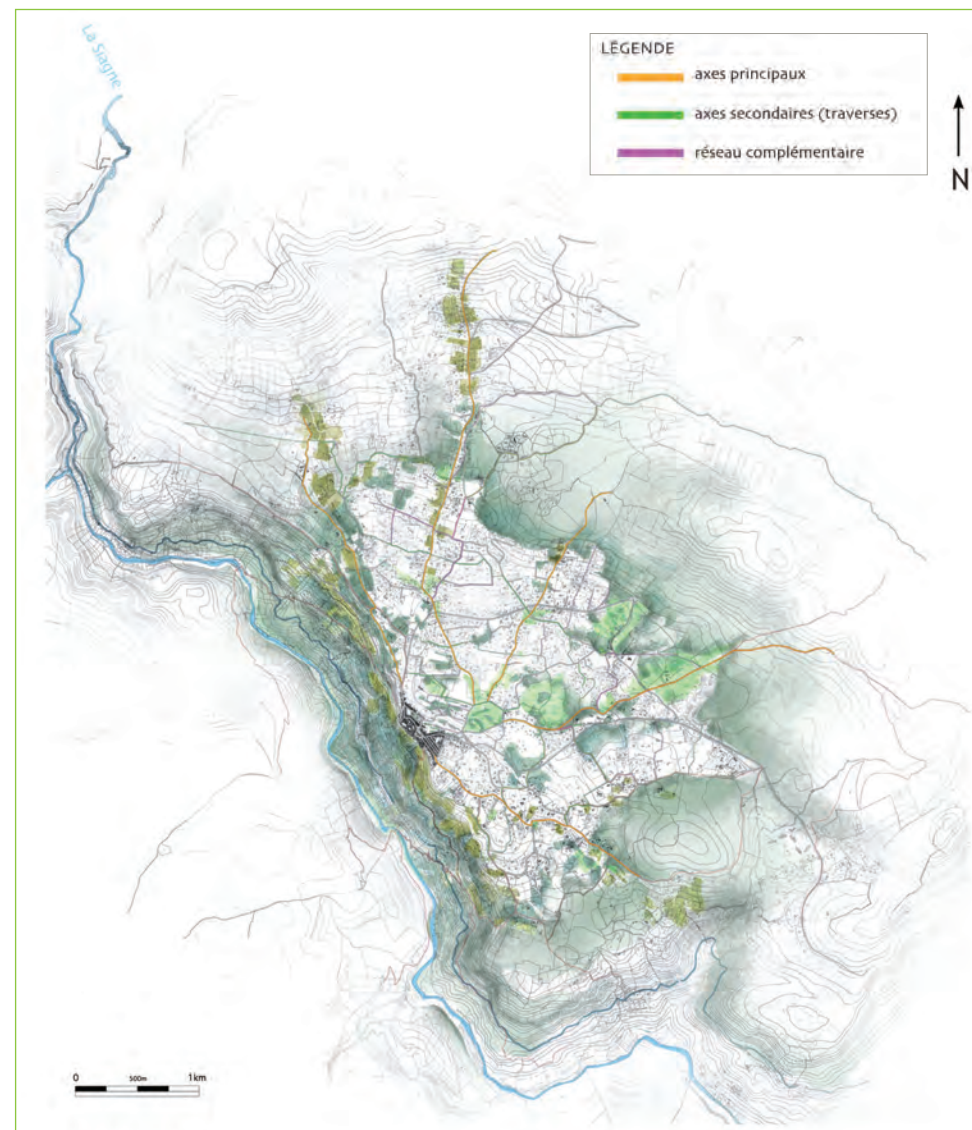 La Siagne
LÉGENDE
axes principaux
axes secondaires (traverses)
réseau complémentaire
N
0 500m 1km